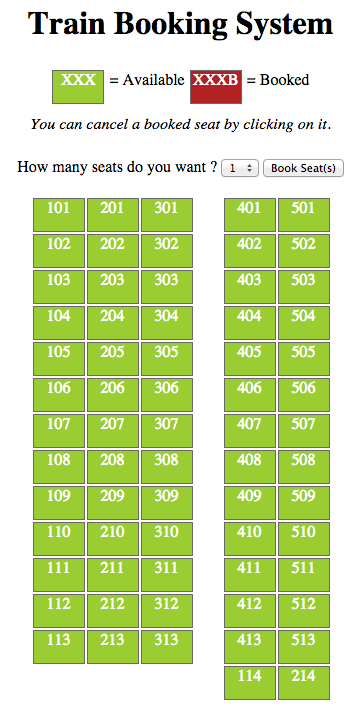 Train Booking System
XXX = Available XXXB = Booked
You can cancel a booked seat by clicking on it.
How many seats do you want ? 1 Book Seat(s)
101 201 301 401 501
102 202 302 402 502
103 203 303 403 503
104 204 304 404 504
105 205 305 405 505
106 206 306 406 506
107 207 307 407 507
108 208 308 408 508
109 209 309 409 509
110 210 310 410 510
111 211 311 411 511
112 212 312 412 512
113 213 313 413 513
114 214